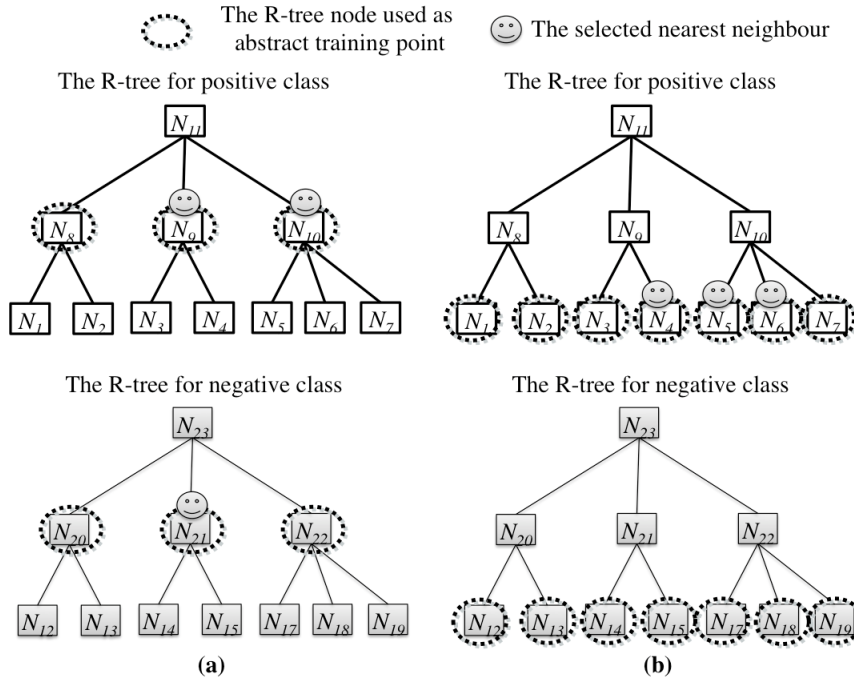 The R-tree node used as
abstract training point
The selected nearest neighbour
The R-tree for positive class
The R-tree for positive class
N11
N11
N8 N9 N10
N8 N9 N10
N1 N2 N3 N4 N5 N6 N7
N1 N2 N3 N4 N5 N6 N7
The R-tree for negative class
The R-tree for negative class
N23
N23
N20 N21 N22
N20 N21 N22
N12 N13 N14 N15 N17 N18 N19
N12 N13 N14 N15 N17 N18 N19
(a)
(b)